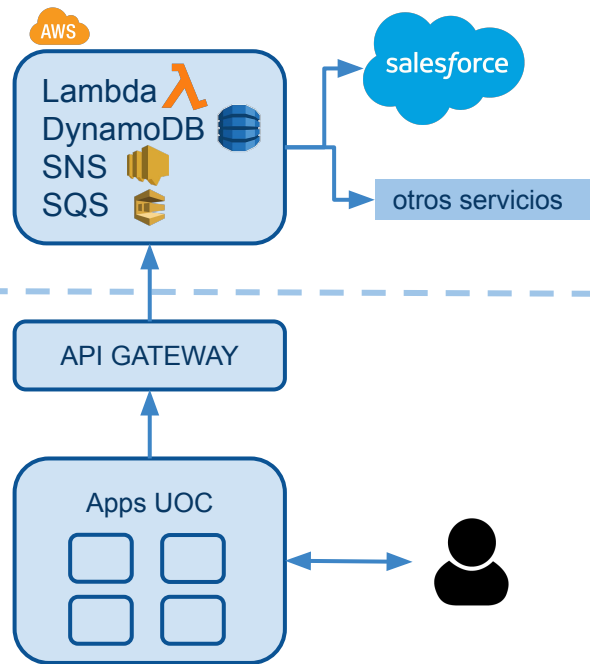 AWS
Lambda
DynamoDB
SNS
SQS
salesforce
otros servicios
API GATEWAY
Apps UOC